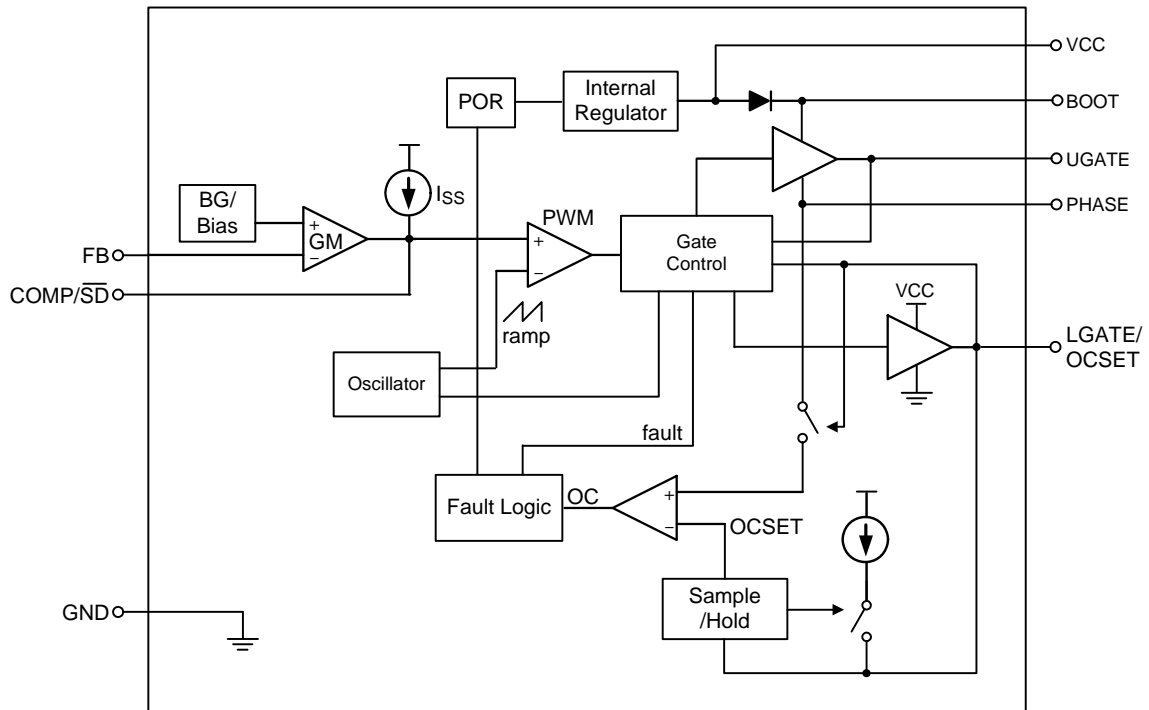 VCC
POR
Internal
Regulator
BOOT
UGATE
BG/
Bias
ISS
PHASE
PWM
+
GM
−
+
−
Gate
Control
FB
COMP/S̅D̅
VCC
ramp
LGATE/
OCSET
Oscillator
fault
Fault Logic
OC
+
−
OCSET
Sample
/Hold
GND